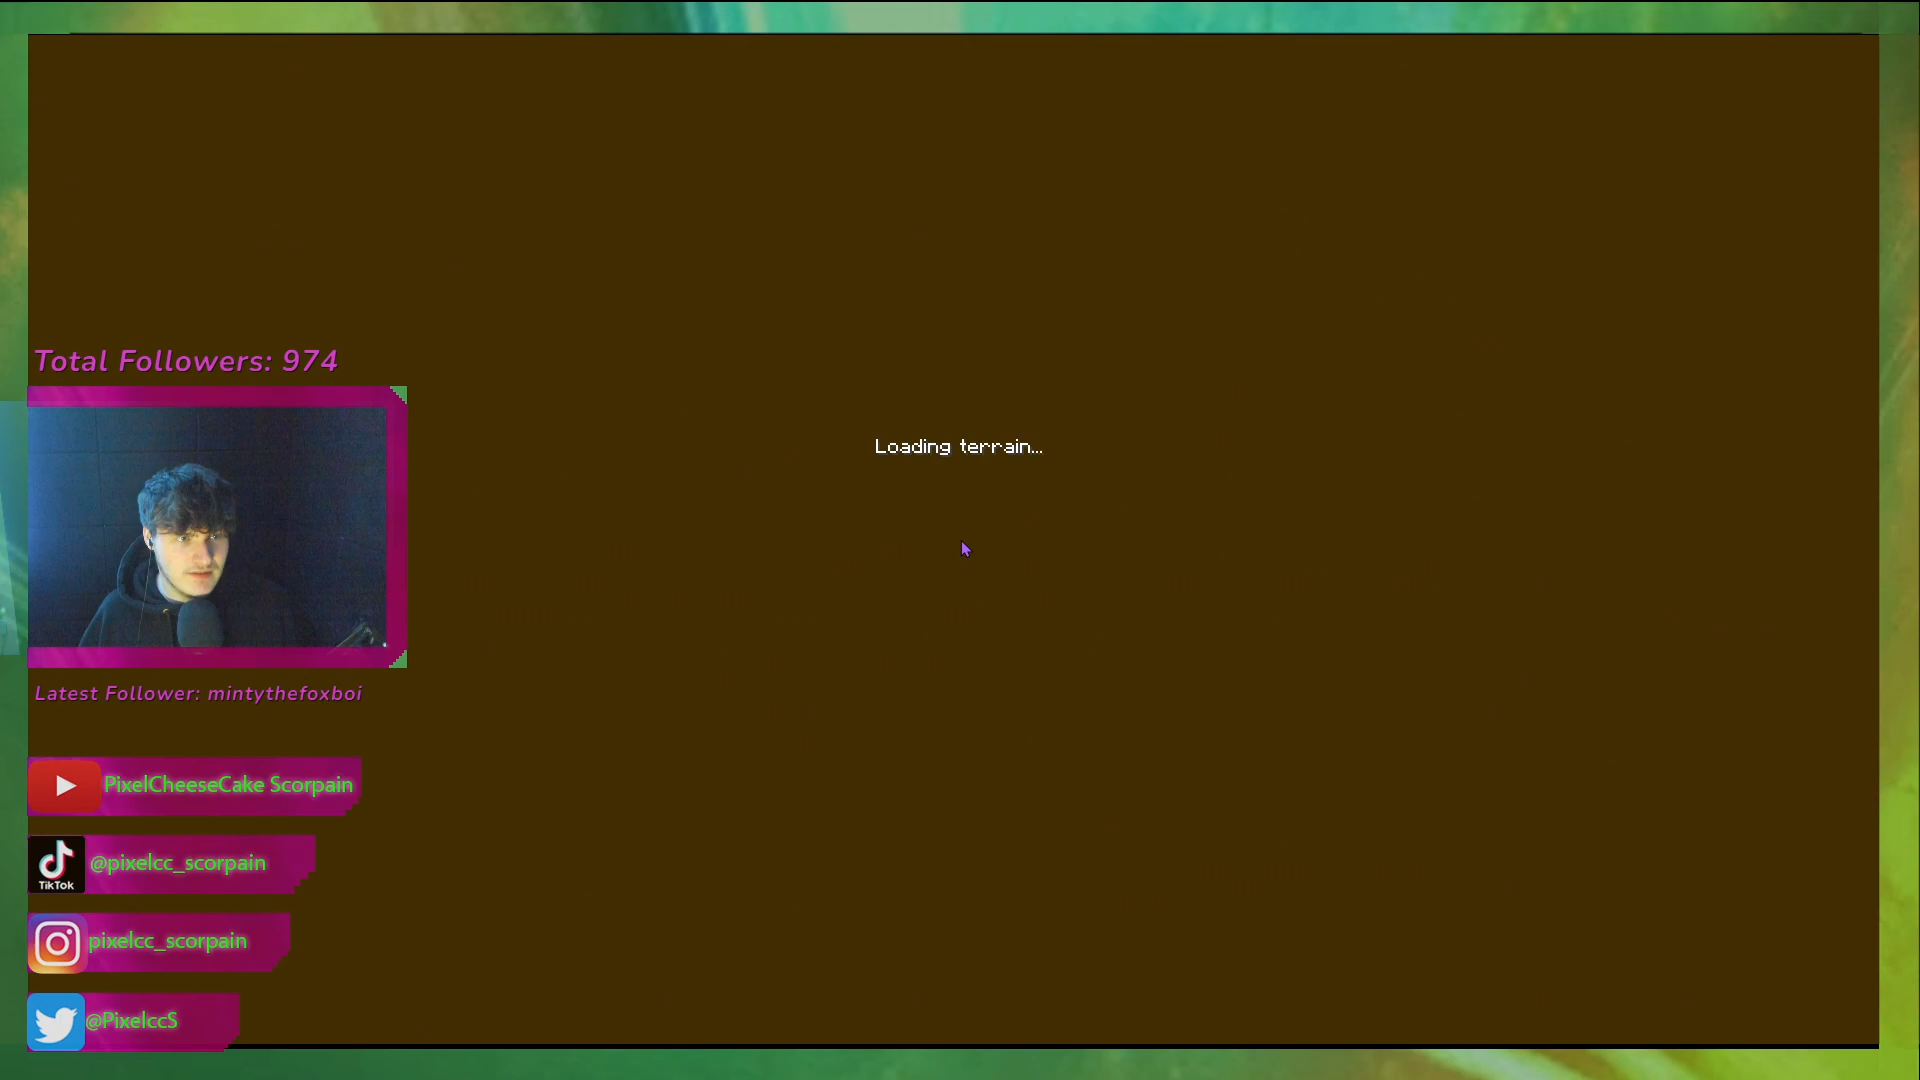 Total Followers: 974
Loading terrain...
Latest Follower: mintythefoxboi
PixelCheeseCake Scorpain
TikTok
@pixelcc_scorpain
pixelcc_scorpain
@PixelccS